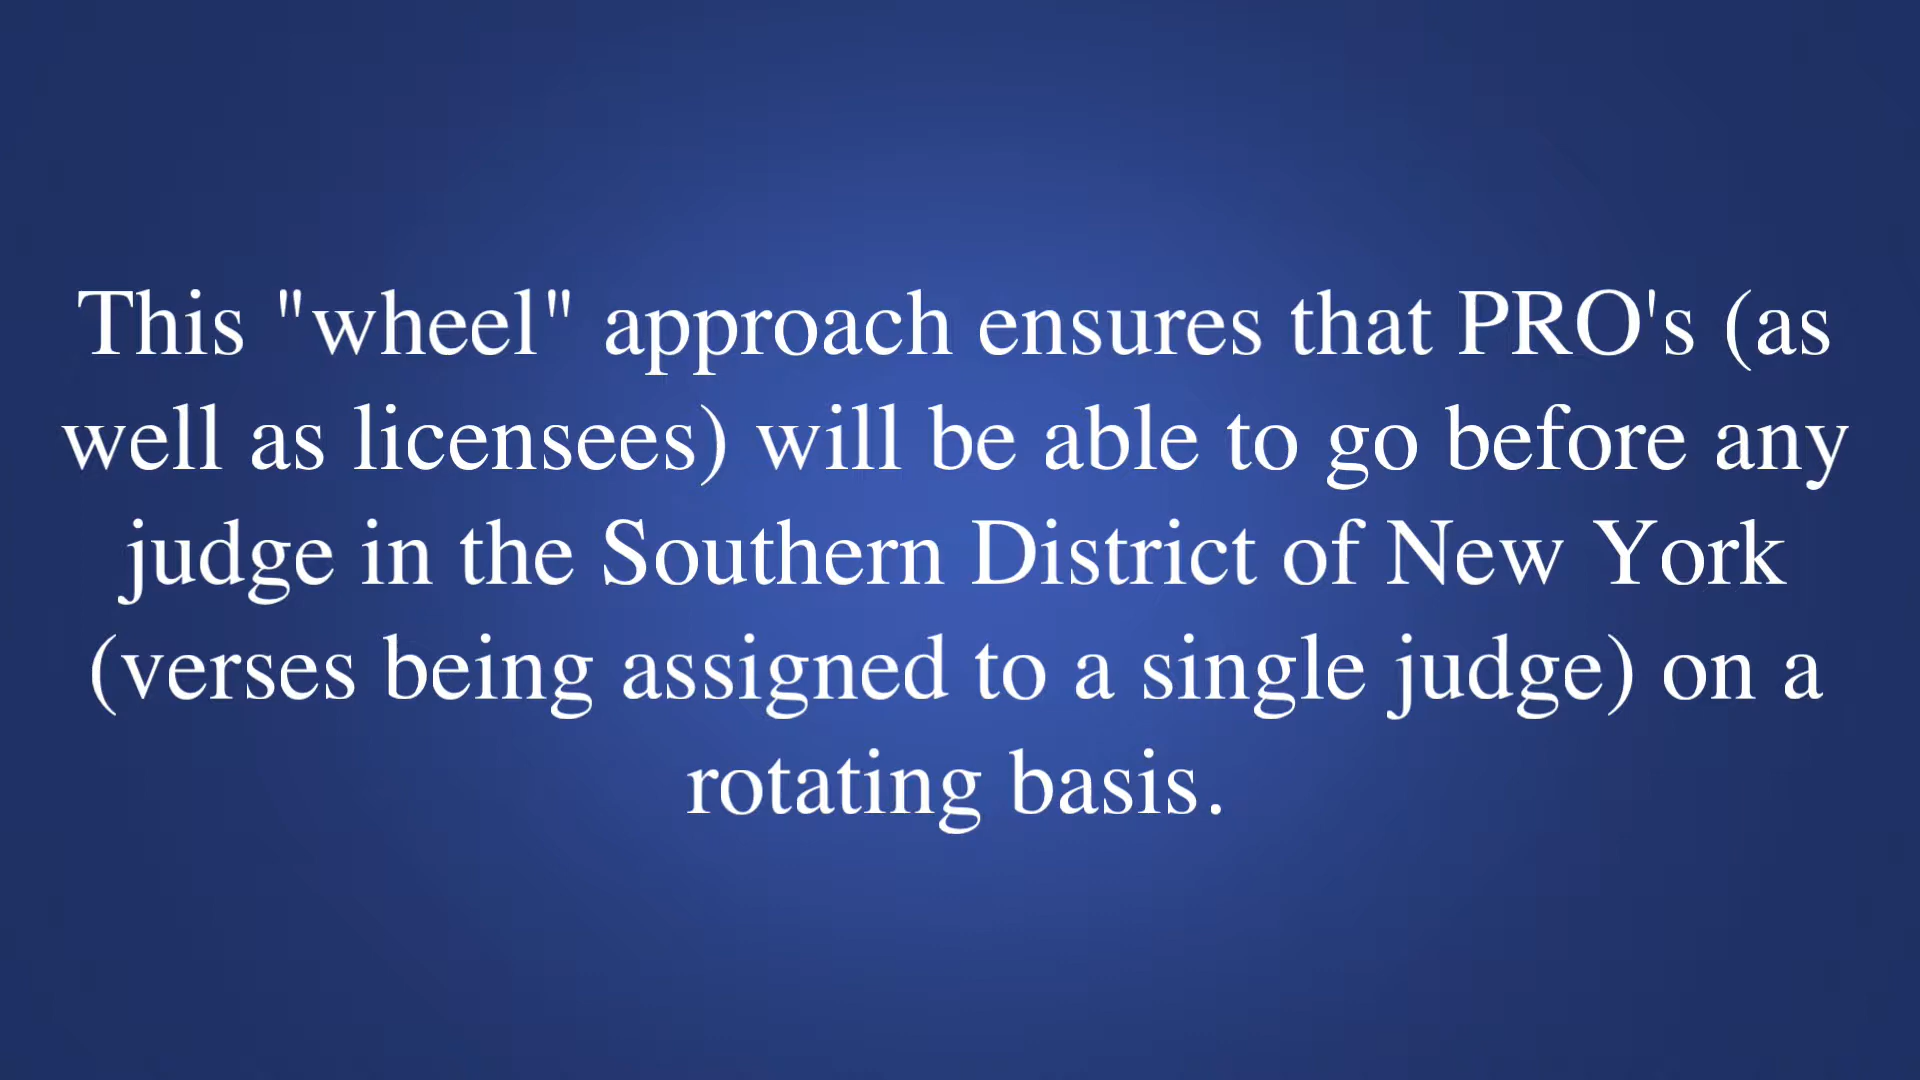 This "wheel" approach ensures that PRO's (as
well as licensees) will be able to go before any
judge in the Southern District of New York
(verses being assigned to a single judge) on a
rotating basis.